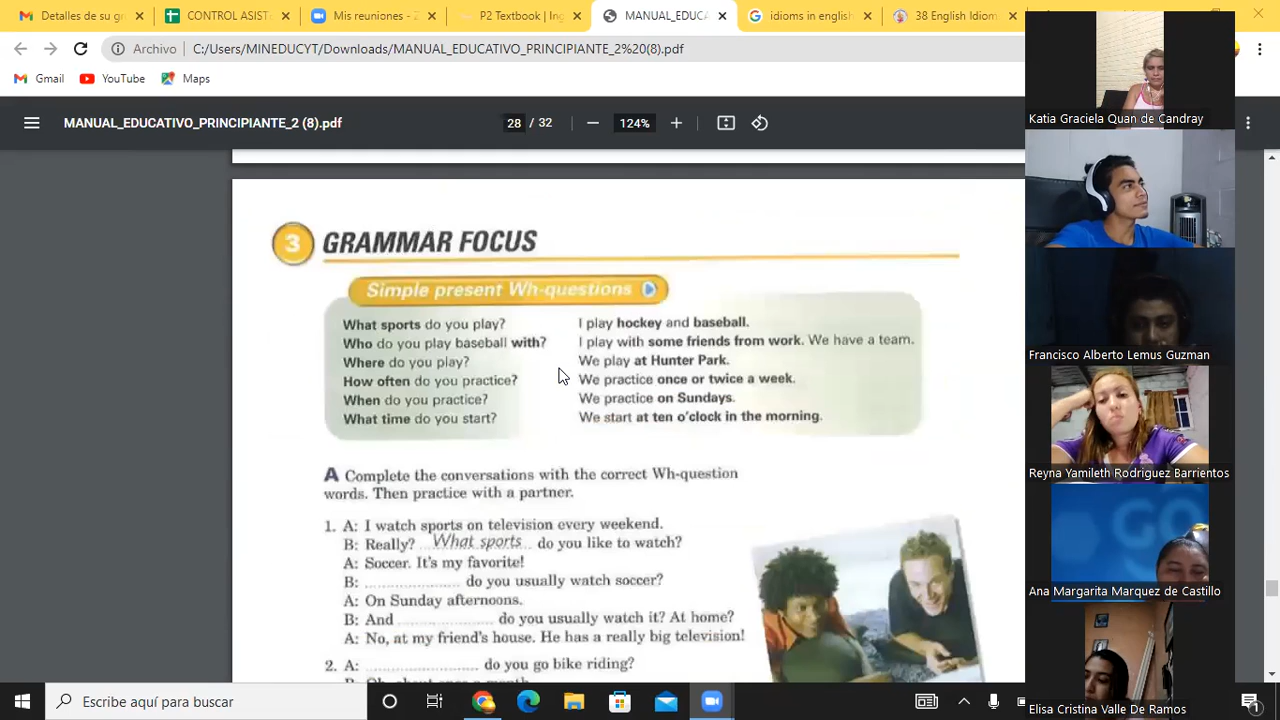 Detalles de su gr
CONTROL ASIST
Mis reuniones - Z
P2 Textbook | Ing
MANUAL_EDUCA
idioms in english
38 English Idiom
Archivo
C:/Users/MINEDUCYT/Downloads/MANUAL_EDUCATIVO_PRINCIPIANTE_2%20(8).pdf
Gmail
YouTube
Maps
MANUAL_EDUCATIVO_PRINCIPIANTE_2 (8).pdf
28 / 32
124%
3 GRAMMAR FOCUS
Simple present Wh-questions
What sports do you play? I play hockey and baseball.
Who do you play baseball with? I play with some friends from work. We have a team.
Where do you play? We play at Hunter Park.
How often do you practice? We practice once or twice a week.
When do you practice? We practice on Sundays.
What time do you start? We start at ten o'clock in the morning.
A Complete the conversations with the correct Wh-question
words. Then practice with a partner.
1. A: I watch sports on television every weekend.
B: Really? What sports do you like to watch?
A: Soccer. It's my favorite!
B: .................... do you usually watch soccer?
A: On Sunday afternoons.
B: And .................... do you usually watch it? At home?
A: No, at my friend's house. He has a really big television!
2. A: .................... do you go bike riding?
Katia Graciela Quan de Candray
Francisco Alberto Lemus Guzman
Reyna Yamileth Rodriguez Barrientos
GO
Ana Margarita Marquez de Castillo
Elisa Cristina Valle De Ramos
Escribe aquí para buscar
1